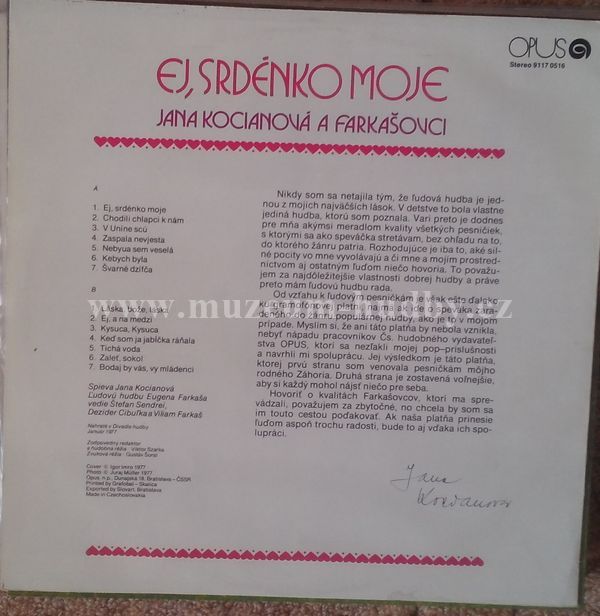 OPUS
Stereo 9117 0516
EJ, SRDÉNKO MOJE
JANA KOCIANOVÁ A FARKAŠOVCI
A
1. Ej, srdénko moje
2. Chodili chlapci k nám
3. V Uníne scú
4. Zaspala nevjesta
5. Nebyua sem veselá
6. Kebych byla
7. Švarné dzífča
B
1. Láska, bože, láska
2. Ej, a na medzi
3. Kysuca, Kysuca
4. Keď som ja jabĺčka ráňala
5. Tichá voda
6. Zaleť, sokol
7. Bodaj by vás, vy mládenci
Spieva Jana Kocianová
Ľudovú hudbu Eugena Farkaša
vedie Štefan Šendrei,
Dezider Cibuľka a Viliam Farkaš
Nahraté v Divadle hudby
Január 1977
Zodpovedný redaktor
a hudobná réžia - Viktor Szarka
Zvuková réžia - Gustáv Šoral
Cover © Igor Imro 1977
Photo © Juraj Müller 1977
Opus, n.p., Dunajská 18, Bratislava - ČSSR
Printed by Grafotlač - Skalica
Exported by Slovart, Bratislava
Made in Czechoslovakia
Nikdy som sa netajila tým, že ľudová hudba je jed-
nou z mojich najväčších lások. V detstve to bola vlastne
jediná hudba, ktorú som poznala. Vari preto je dodnes
pre mňa akýmsi meradlom kvality všetkých pesničiek,
s ktorými sa ako speváčka stretávam, bez ohľadu na to,
do ktorého žánru patria. Rozhodujúce je iba to, aké sil-
né pocity vo mne vyvolávajú a či mne a mojím prostred-
níctvom aj ostatným ľuďom niečo hovoria. To považu-
jem za najdôležitejšie vlastnosti dobrej hudby a práve
preto mám ľudovú hudbu rada.
Od vzťahu k ľudovým pesničkám je však ešte ďaleko
k nahrávaniu platní, najmä, ak ide o speváka
dnešnej populárnej hudby, ako je to v mojom
prípade. Myslím si, že ani táto platňa by nebola vznikla,
nebyť nápadu pracovníkov Čs. hudobného vydavateľ-
stva OPUS, ktorí sa nezľakli mojej pop-príslušnosti
a navrhli mi spoluprácu. Jej výsledkom je táto platňa,
ktorej prvú stranu som venovala pesničkám môjho
rodného Záhoria. Druhá strana je zostavená voľnejšie,
aby si každý mohol nájsť niečo pre seba.
Hovoriť o kvalitách Farkašovcov, ktorí ma spre-
vádzali, považujem za zbytočné, no chcela by som sa
im touto cestou poďakovať. Ak naša platňa prinesie
ľuďom aspoň trochu radosti, bude to aj vďaka ich spo-
lupráci.
Jana
Kocianová
www.muzeum-hudby.cz